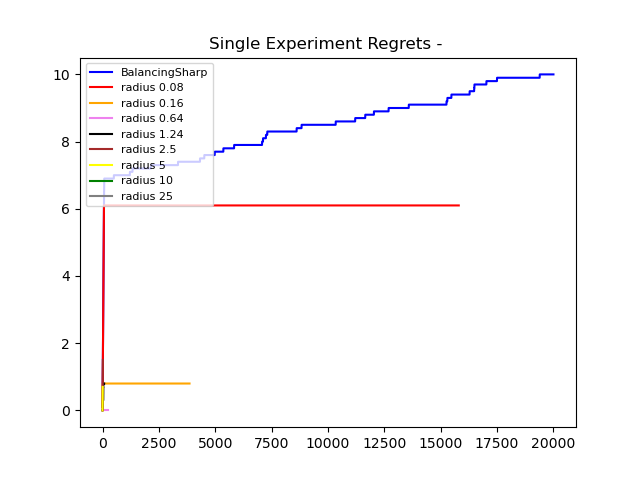 Single Experiment Regrets -
10
8
6
4
2
0
BalancingSharp
radius 0.08
radius 0.16
radius 0.64
radius 1.24
radius 2.5
radius 5
radius 10
radius 25
0 2500 5000 7500 10000 12500 15000 17500 20000